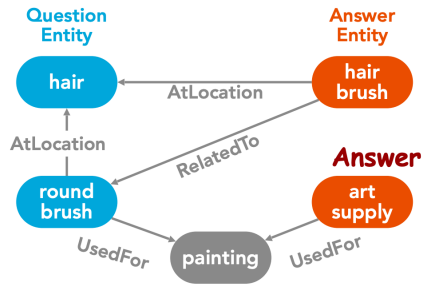 Question
Entity
Answer
Entity
hair
hair
brush
AtLocation
AtLocation
RelatedTo
Answer
round
brush
art
supply
UsedFor
painting
UsedFor